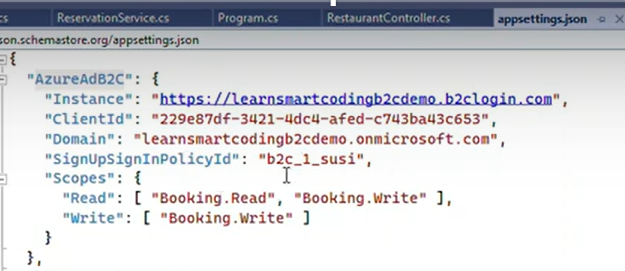 cs ReservationService.cs Program.cs RestaurantController.cs appsettings.json
son.schemastore.org/appsettings.json
{
"AzureAdB2C": {
"Instance": "https://learnsmartcodingb2cdemo.b2clogin.com",
"ClientId": "229e87df-3421-4dc4-afed-c743ba43c653",
"Domain": "learnsmartcodingb2cdemo.onmicrosoft.com",
"SignUpSignInPolicyId": "b2c_1_susi",
"Scopes": {
"Read": [ "Booking.Read", "Booking.Write" ],
"Write": [ "Booking.Write" ]
}
},